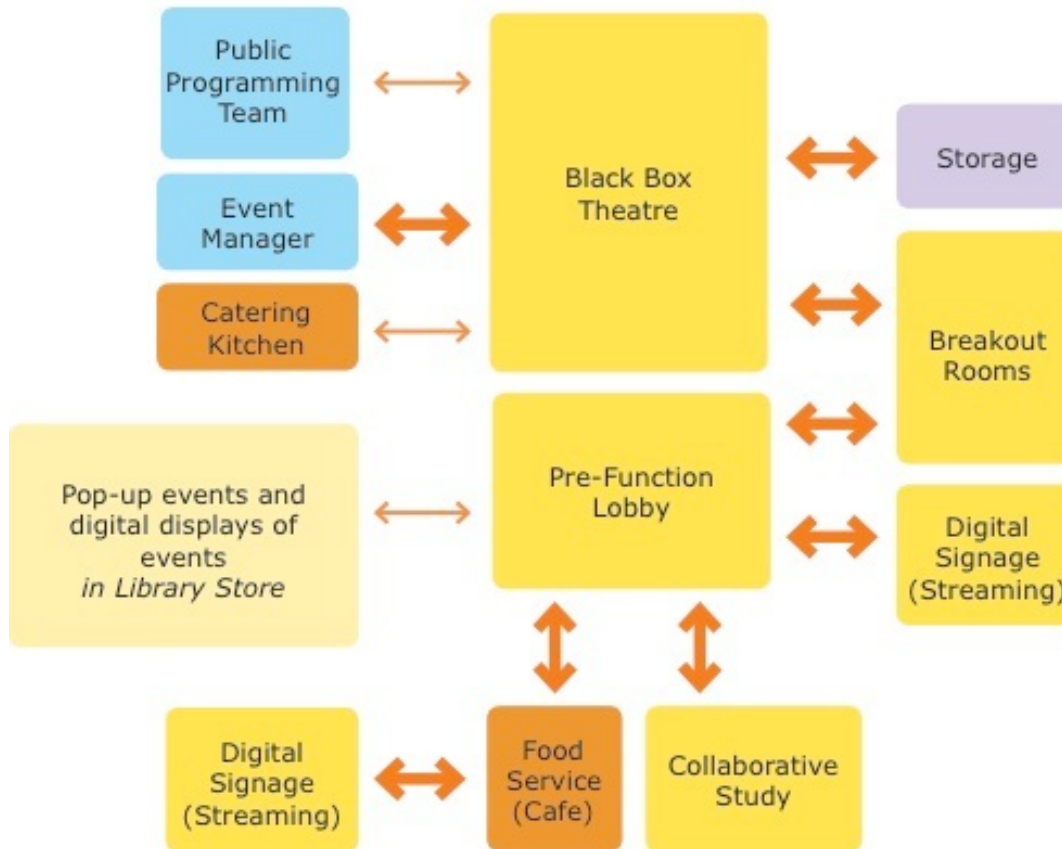 Public
Programming
Team
Black Box
Theatre
Storage
Event
Manager
Catering
Kitchen
Breakout
Rooms
Pop-up events and
digital displays of
events
in Library Store
Pre-Function
Lobby
Digital
Signage
(Streaming)
Digital
Signage
(Streaming)
Food
Service
(Cafe)
Collaborative
Study